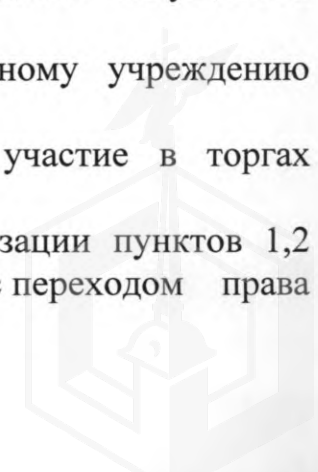 ному учреждению
участие в торгах
зации пунктов 1,2
с переходом права